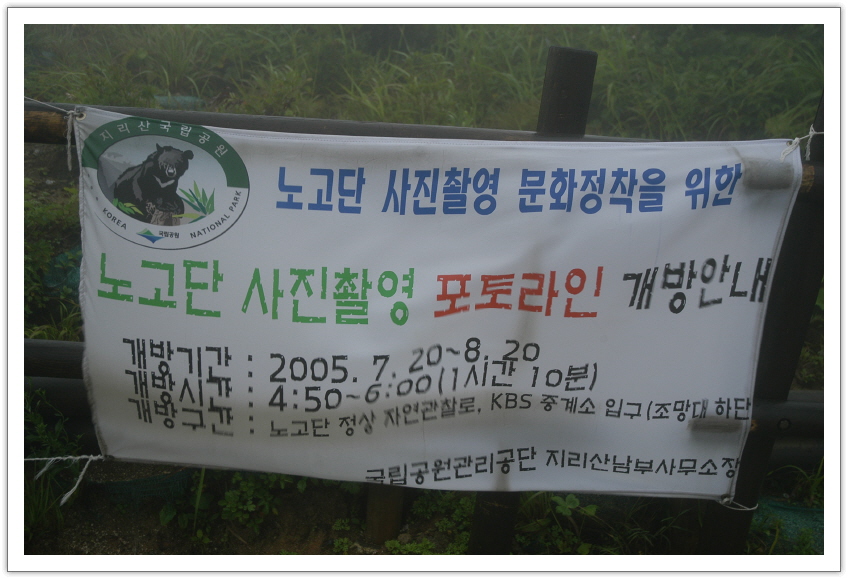 지리산국립공원
KOREA NATIONAL PARK
국립공원
노고단 사진촬영 문화정착을 위한
노고단 사진촬영 포토라인 개방안내
개방기간 : 2005. 7. 20~8. 20
개방시간 : 4:50~6:00(1시간 10분)
개방구간 : 노고단 정상 자연관찰로, KBS 중계소 입구(조망대 하단
국립공원관리공단 지리산남부사무소장